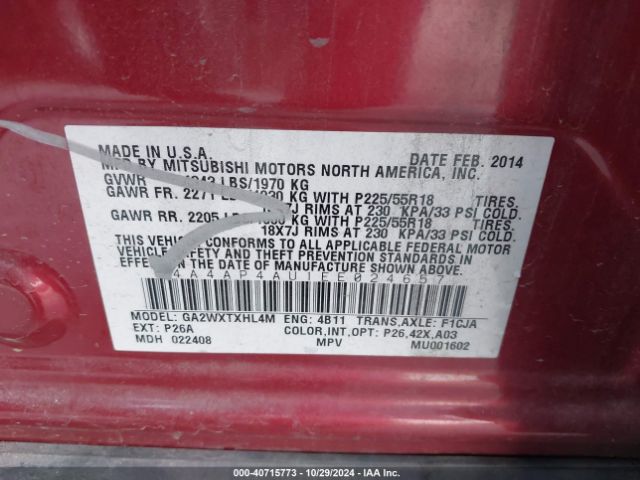 MADE IN U.S.A. DATE FEB. 2014
MFD BY MITSUBISHI MOTORS NORTH AMERICA, INC.
GVWR LBS/1970 KG
GAWR FR. 2271 KG WITH P225/55R18 TIRES,
18X7J RIMS AT 230 KPA/33 PSI COLD.
GAWR RR. 2205 KG WITH P225/55R18 TIRES,
18X7J RIMS AT 230 KPA/33 PSI COLD.
THIS VEHICLE CONFORMS TO ALL APPLICABLE FEDERAL MOTOR
VEHICLE SAFETY AND THEFT PREVENTION STANDARDS IN
EFFECT ON THE DATE OF MANUFACTURE SHOWN ABOVE.
4A4AP4AU1EE024657
MODEL: GA2WXTXHL4M ENG: 4B11 TRANS,AXLE: F1CJA
EXT: P26A COLOR,INT,OPT: P26,42X,A03
MDH 022408 MPV MU001602
000-40715773 | 10/29/2024 | IAAI.COM